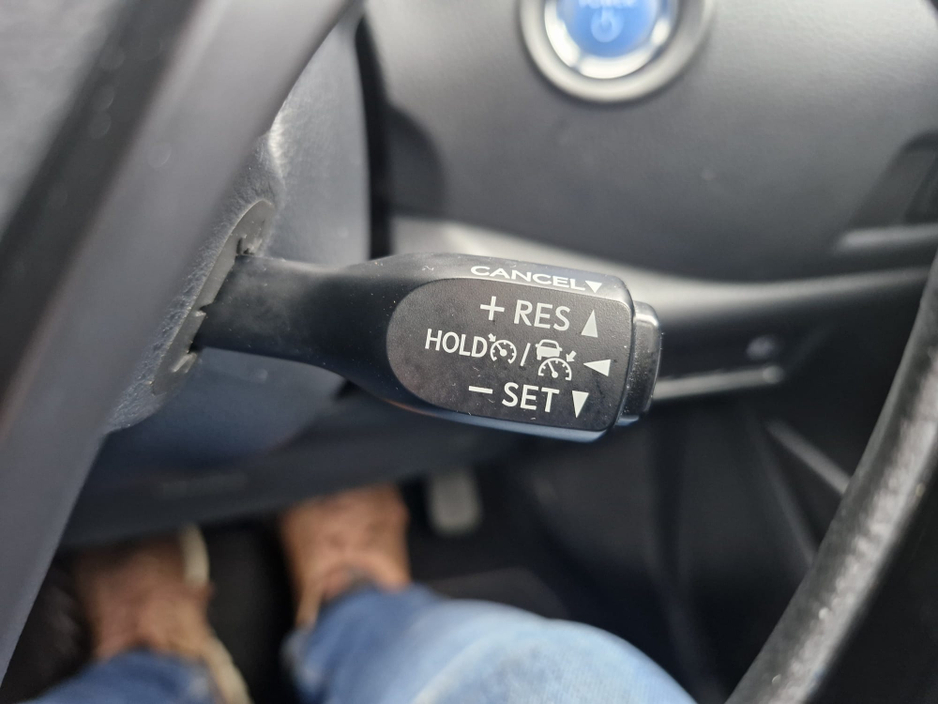 CANCEL▼
+ RES ▲
HOLD / ◀
− SET ▼